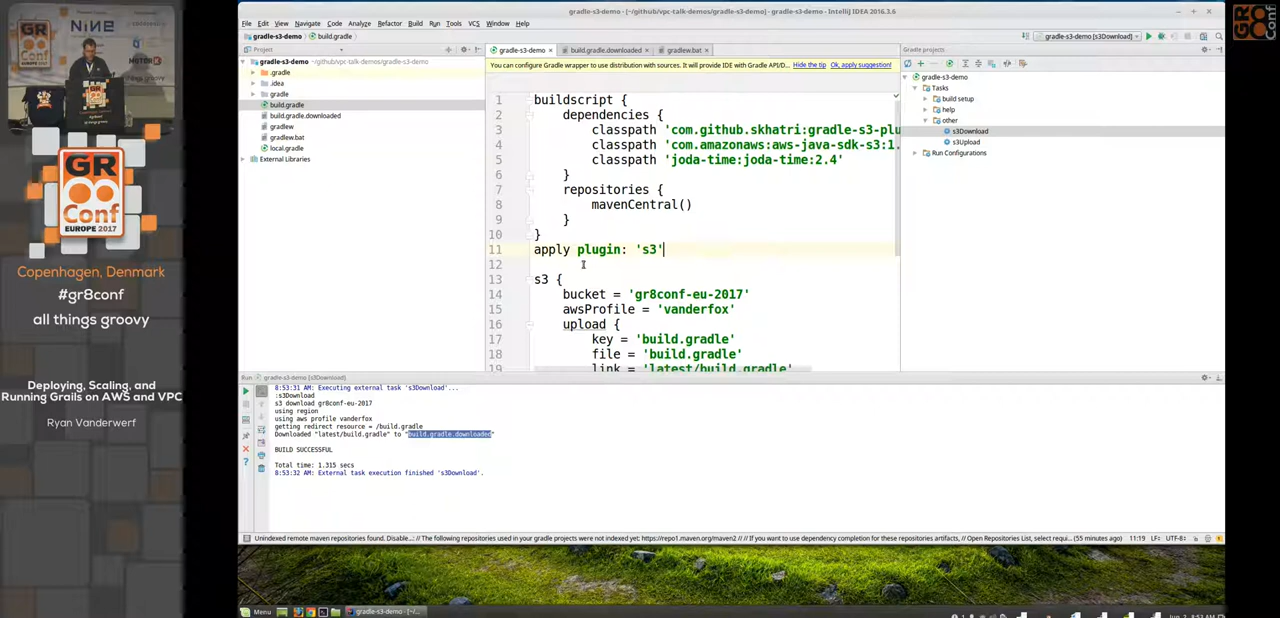 GR
Conf
EUROPE 2017
Copenhagen, Denmark
#gr8conf
all things groovy
Deploying, Scaling, and
Running Grails on AWS and VPC
Ryan Vanderwerf
gradle-s3-demo - [~/github/vpc-talk-demos/gradle-s3-demo] - gradle-s3-demo - IntelliJ IDEA 2016.3.6
File Edit View Navigate Code Analyze Refactor Build Run Tools VCS Window Help
gradle-s3-demo build.gradle
gradle-s3-demo [s3Download]
Project
gradle-s3-demo ~/github/vpc-talk-demos/gradle-s3-demo
.gradle
.idea
gradle
build.gradle
build.gradle.downloaded
gradlew
gradlew.bat
local.gradle
External Libraries
gradle-s3-demo build.gradle.downloaded gradlew.bat
You can configure Gradle wrapper to use distribution with sources. It will provide IDE with Gradle API/D... Hide the tip Ok, apply suggestion!
1 buildscript {
2 dependencies {
3 classpath 'com.github.skhatri:gradle-s3-plu
4 classpath 'com.amazonaws:aws-java-sdk-s3:1.
5 classpath 'joda-time:joda-time:2.4'
6 }
7 repositories {
8 mavenCentral()
9 }
10 }
11 apply plugin: 's3'
12
13 s3 {
14 bucket = 'gr8conf-eu-2017'
15 awsProfile = 'vanderfox'
16 upload {
17 key = 'build.gradle'
18 file = 'build.gradle'
19 link = 'latest/build.gradle'
Gradle projects
gradle-s3-demo
Tasks
build setup
help
other
s3Download
s3Upload
Run Configurations
Run gradle-s3-demo [s3Download]
8:53:31 AM: Executing external task 's3Download'...
:s3Download
s3 download gr8conf-eu-2017
using region
using aws profile vanderfox
getting redirect resource = /build.gradle
Downloaded "latest/build.gradle" to "build.gradle.downloaded"
BUILD SUCCESSFUL
Total time: 1.315 secs
8:53:32 AM: External task execution finished 's3Download'.
Unindexed remote maven repositories found. Disable... // The following repositories used in your gradle projects were not indexed yet: https://repo1.maven.org/maven2 // If you want to use dependency completion for these repositories artifacts, // Open Repositories List, select requi... (55 minutes ago)
11:19 LF÷ UTF-8÷
Menu
gradle-s3-demo - [~/...